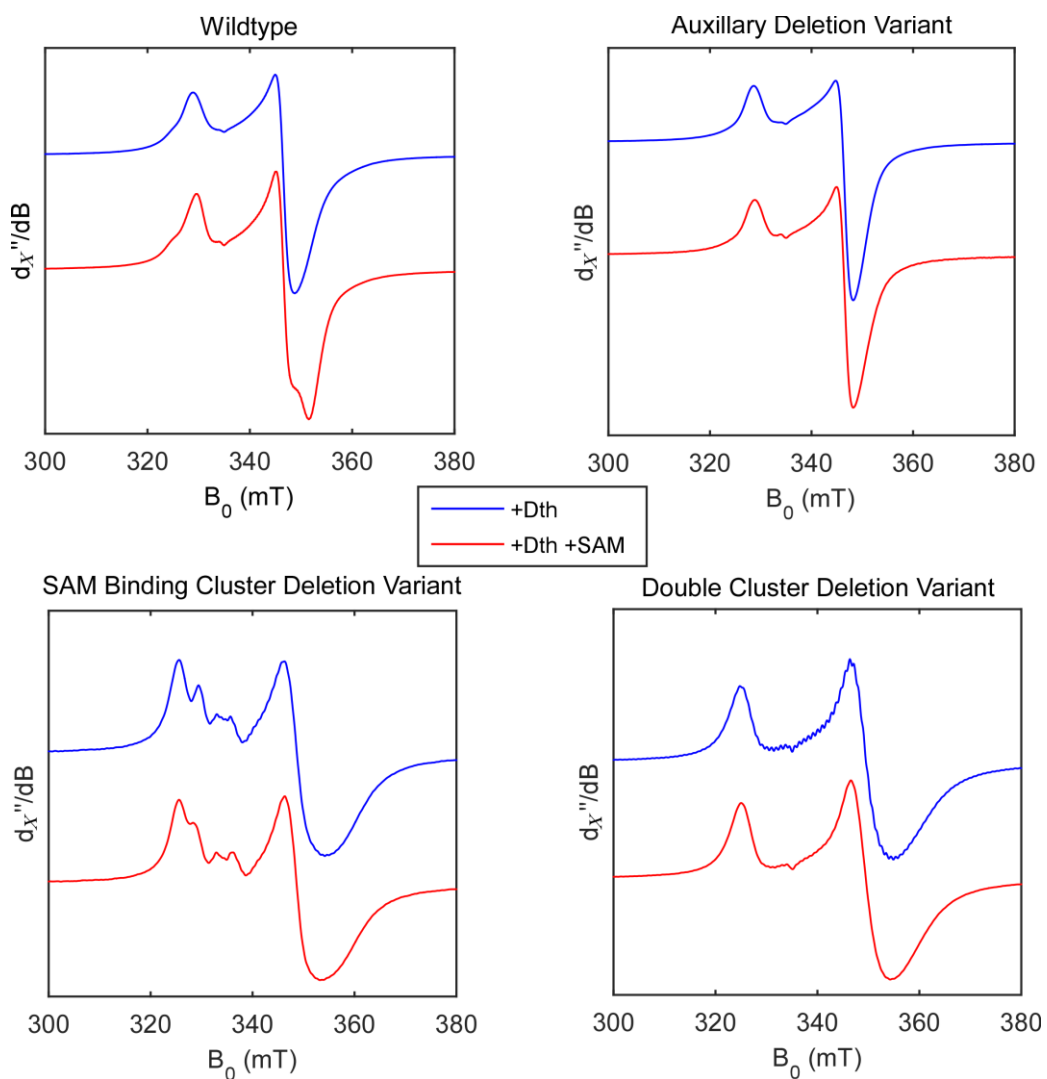 Wildtype
Auxillary Deletion Variant
dχ''/dB
dχ''/dB
300 320 340 360 380
300 320 340 360 380
B0 (mT)
B0 (mT)
+Dth
+Dth +SAM
SAM Binding Cluster Deletion Variant
Double Cluster Deletion Variant
dχ''/dB
dχ''/dB
300 320 340 360 380
300 320 340 360 380
B0 (mT)
B0 (mT)